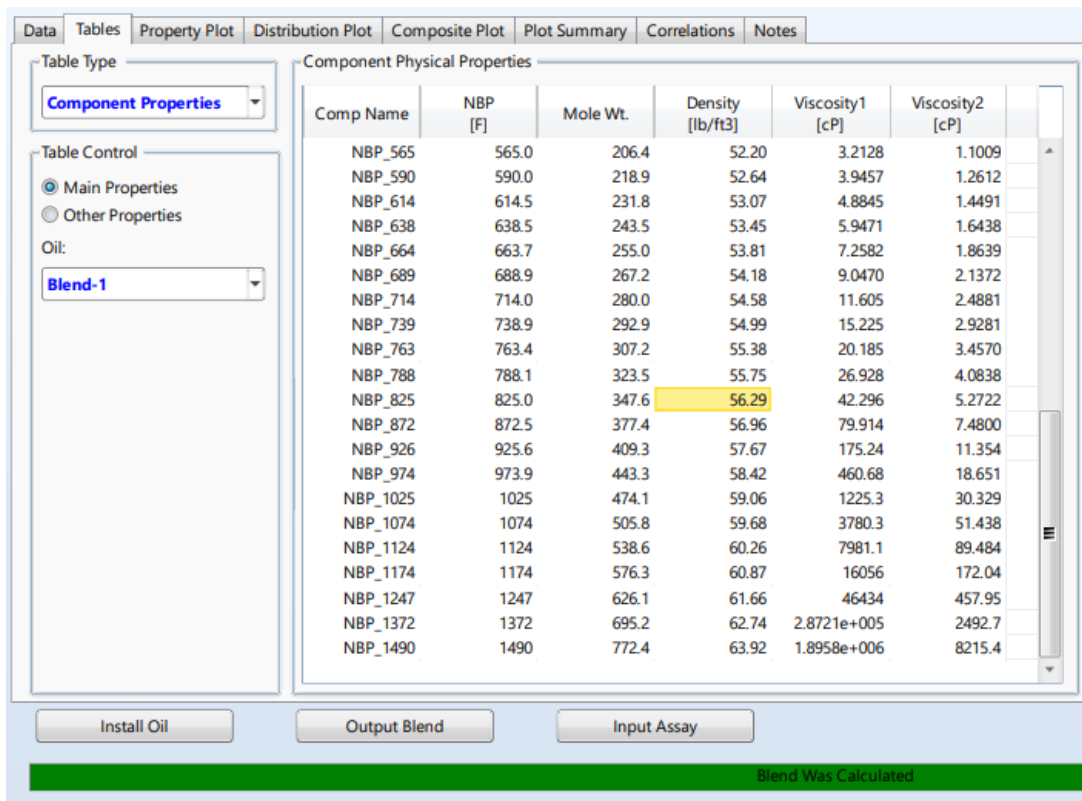 Data Tables Property Plot Distribution Plot Composite Plot Plot Summary Correlations Notes
Table Type
Component Properties
Table Control
Main Properties
Other Properties
Oil:
Blend-1
Component Physical Properties
Comp Name NBP [F] Mole Wt. Density [lb/ft3] Viscosity1 [cP] Viscosity2 [cP]
NBP_565 565.0 206.4 52.20 3.2128 1.1009
NBP_590 590.0 218.9 52.64 3.9457 1.2612
NBP_614 614.5 231.8 53.07 4.8845 1.4491
NBP_638 638.5 243.5 53.45 5.9471 1.6438
NBP_664 663.7 255.0 53.81 7.2582 1.8639
NBP_689 688.9 267.2 54.18 9.0470 2.1372
NBP_714 714.0 280.0 54.58 11.605 2.4881
NBP_739 738.9 292.9 54.99 15.225 2.9281
NBP_763 763.4 307.2 55.38 20.185 3.4570
NBP_788 788.1 323.5 55.75 26.928 4.0838
NBP_825 825.0 347.6 56.29 42.296 5.2722
NBP_872 872.5 377.4 56.96 79.914 7.4800
NBP_926 925.6 409.3 57.67 175.24 11.354
NBP_974 973.9 443.3 58.42 460.68 18.651
NBP_1025 1025 474.1 59.06 1225.3 30.329
NBP_1074 1074 505.8 59.68 3780.3 51.438
NBP_1124 1124 538.6 60.26 7981.1 89.484
NBP_1174 1174 576.3 60.87 16056 172.04
NBP_1247 1247 626.1 61.66 46434 457.95
NBP_1372 1372 695.2 62.74 2.8721e+005 2492.7
NBP_1490 1490 772.4 63.92 1.8958e+006 8215.4
Install Oil Output Blend Input Assay
Blend Was Calculated